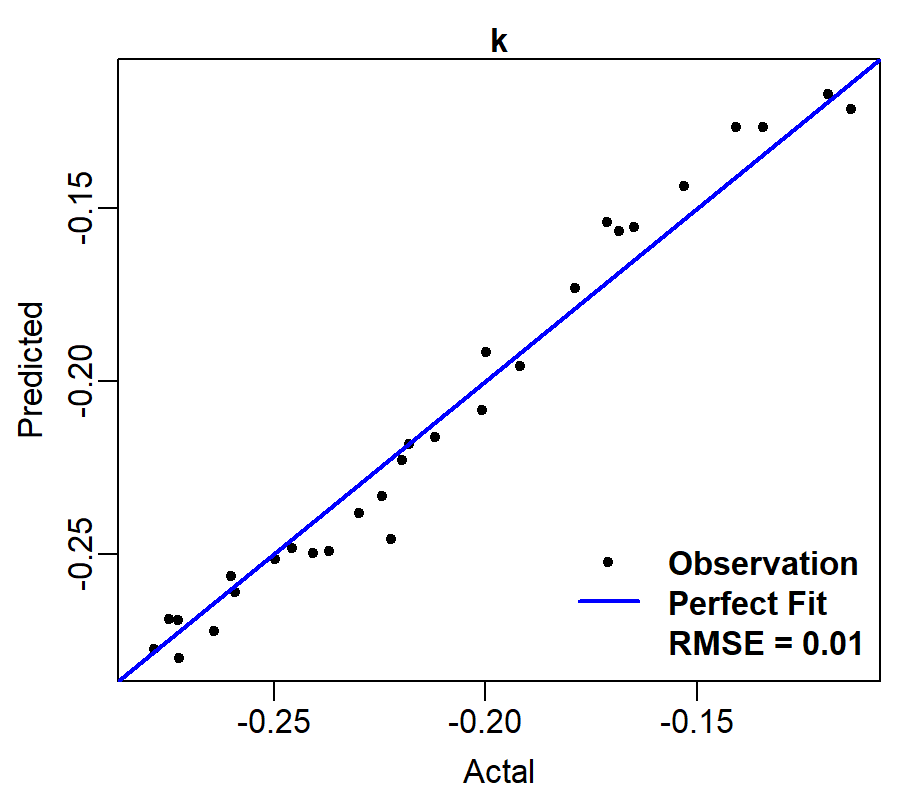 k
Predicted
-0.15
-0.20
-0.25
Observation
Perfect Fit
RMSE = 0.01
-0.25 -0.20 -0.15
Actal